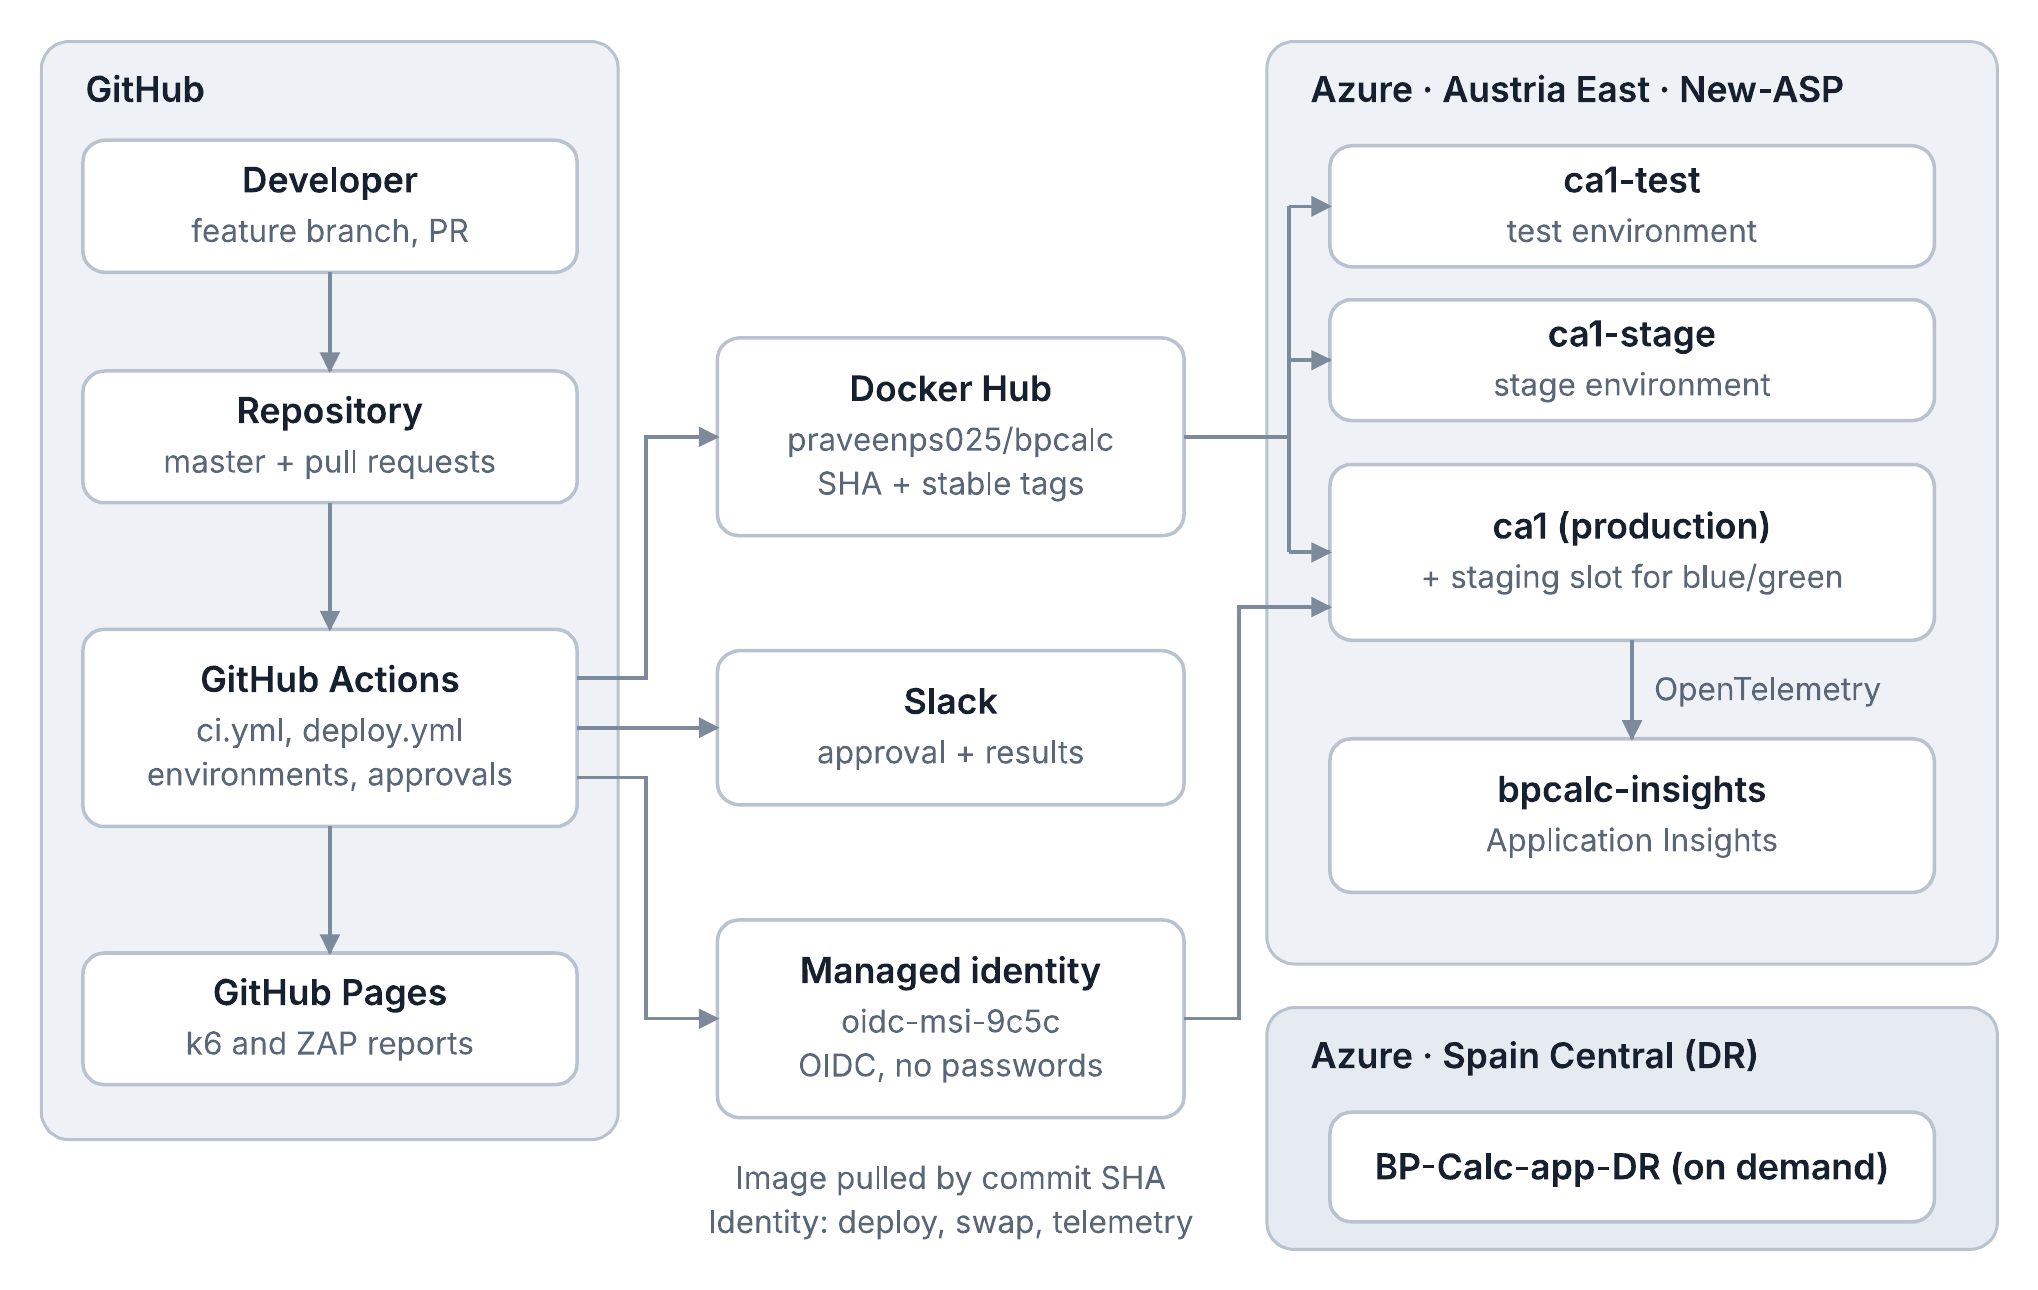 GitHub
Developer
feature branch, PR
Repository
master + pull requests
GitHub Actions
ci.yml, deploy.yml
environments, approvals
GitHub Pages
k6 and ZAP reports
Docker Hub
praveenps025/bpcalc
SHA + stable tags
Slack
approval + results
Managed identity
oidc-msi-9c5c
OIDC, no passwords
Image pulled by commit SHA
Identity: deploy, swap, telemetry
Azure · Austria East · New-ASP
ca1-test
test environment
ca1-stage
stage environment
ca1 (production)
+ staging slot for blue/green
OpenTelemetry
bpcalc-insights
Application Insights
Azure · Spain Central (DR)
BP-Calc-app-DR (on demand)